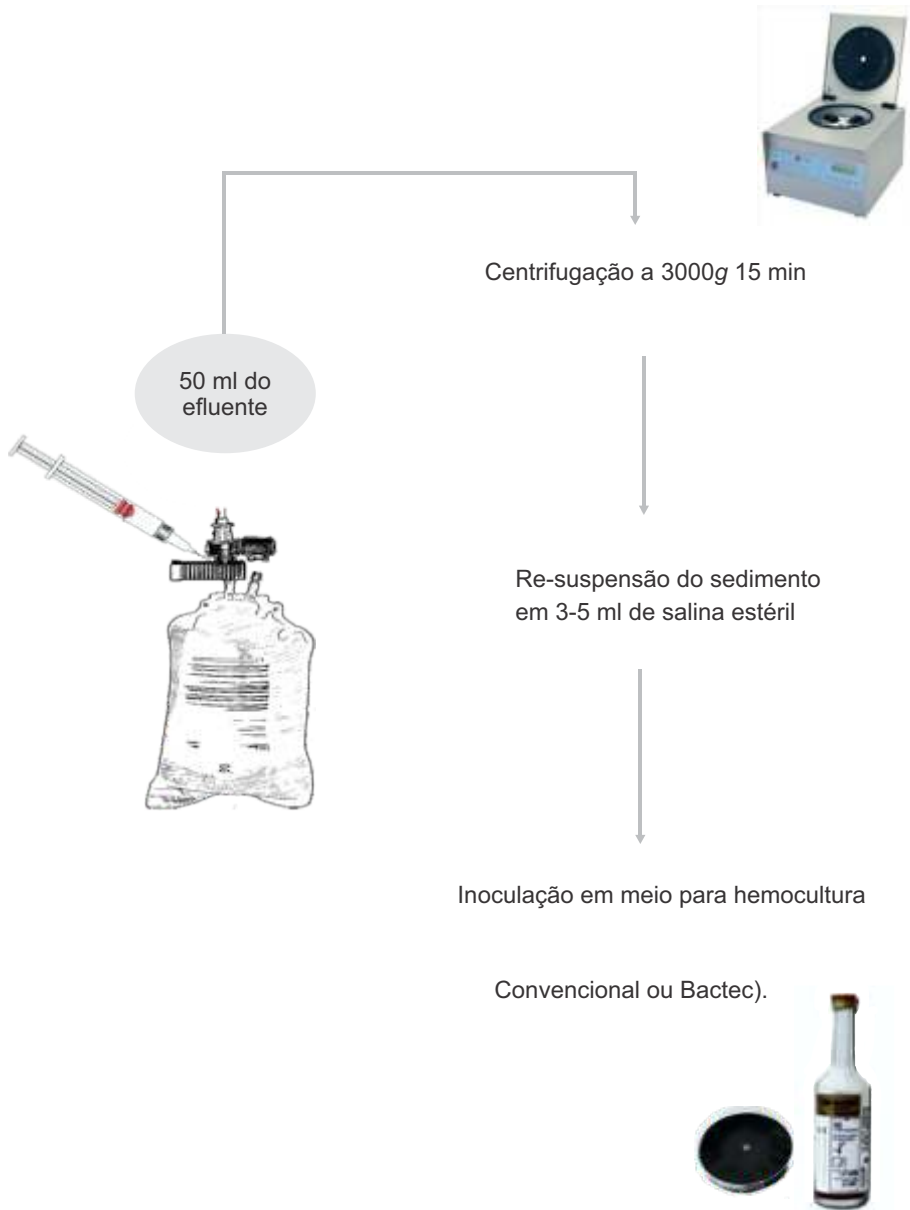 50 ml do
efluente
Centrifugação a 3000g 15 min
Re-suspensão do sedimento
em 3-5 ml de salina estéril
Inoculação em meio para hemocultura
Convencional ou Bactec).